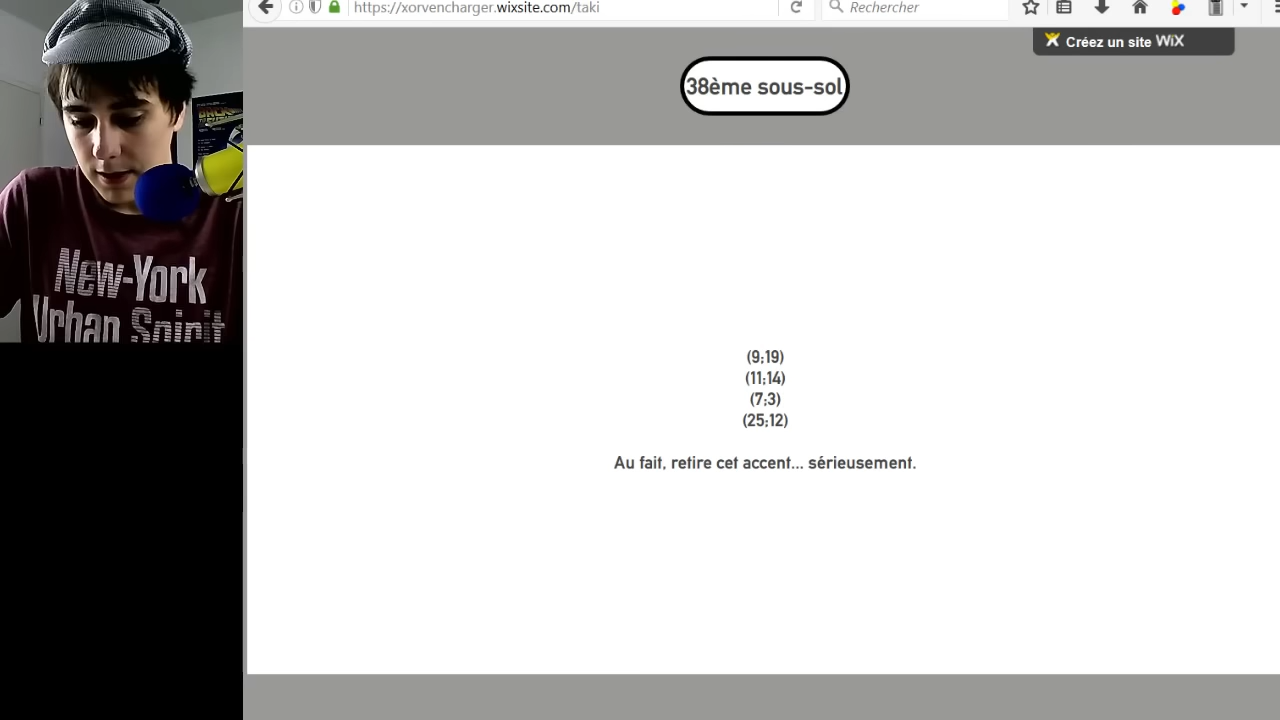 https://xorvencharger.wixsite.com/taki
Rechercher
Créez un site WiX
38ème sous-sol
BACK
New-York
Urban Spirit
(9;19)
(11;14)
(7;3)
(25;12)
Au fait, retire cet accent... sérieusement.